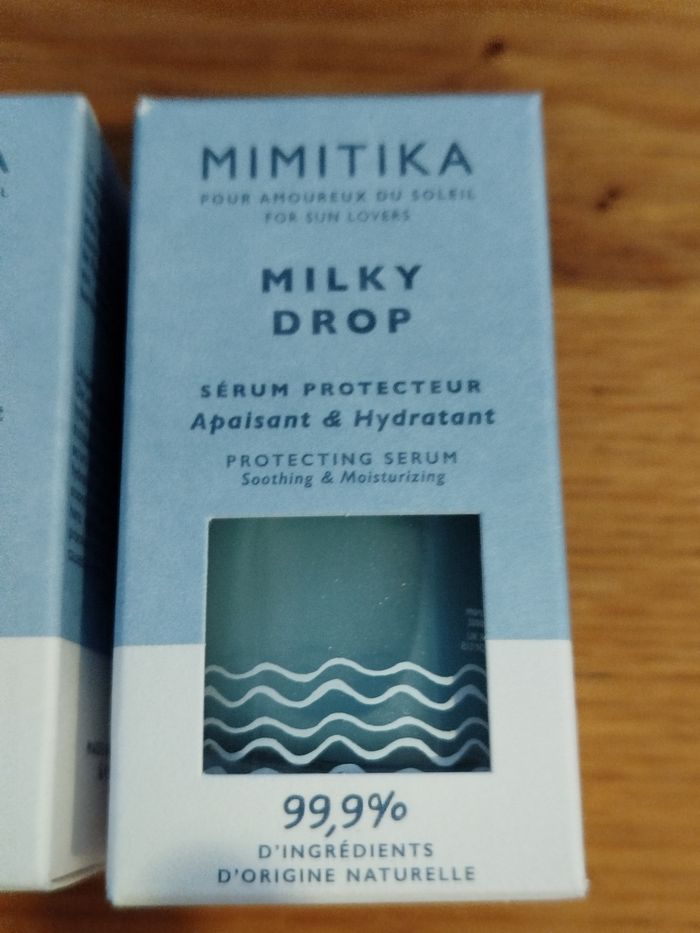 MIMITIKA
POUR AMOUREUX DU SOLEIL
FOR SUN LOVERS
MILKY
DROP
SÉRUM PROTECTEUR
Apaisant & Hydratant
PROTECTING SERUM
Soothing & Moisturizing
99,9%
D'INGRÉDIENTS
D'ORIGINE NATURELLE